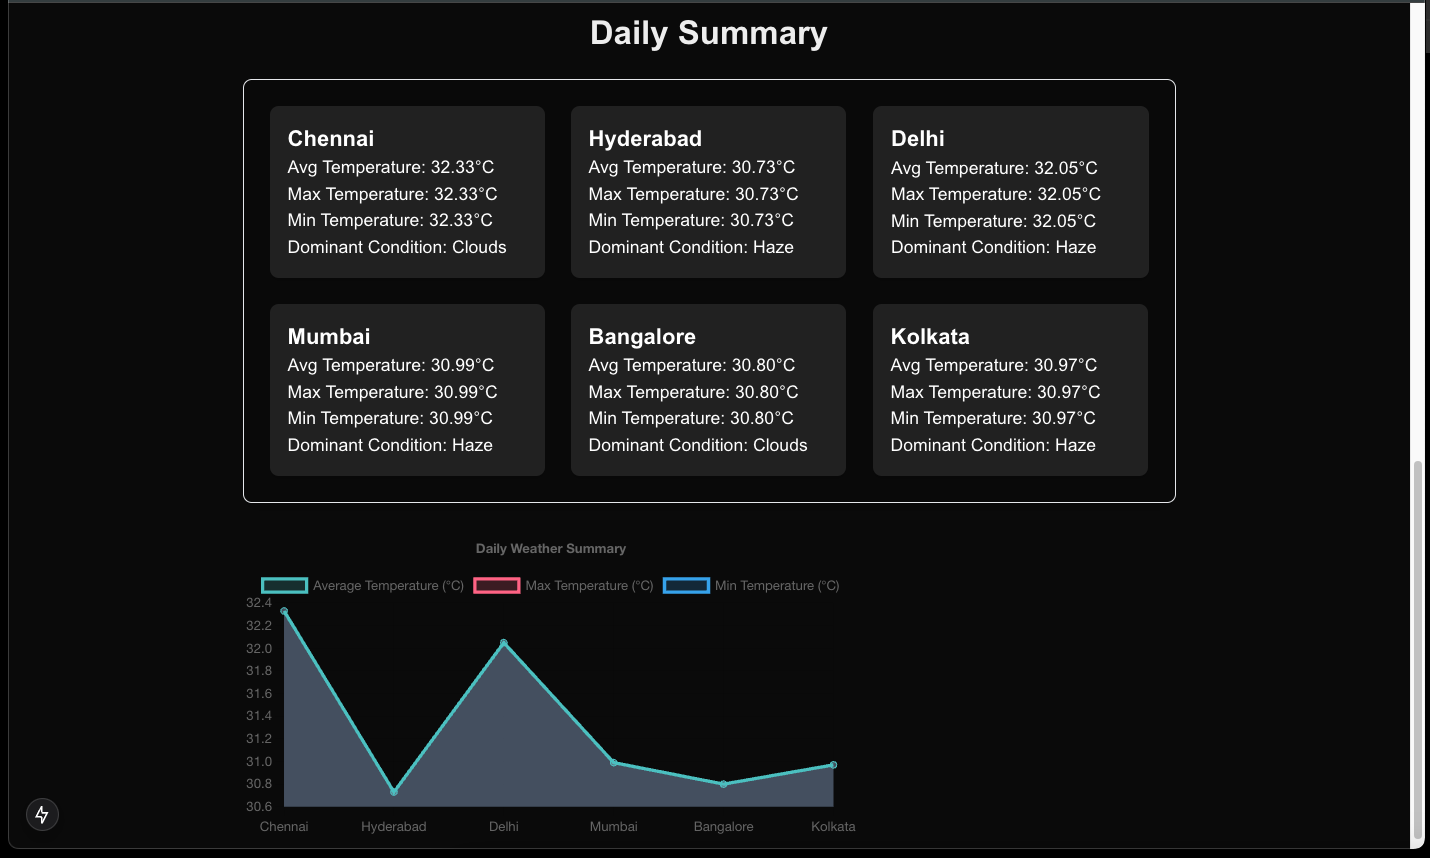 Daily Summary
Chennai
Avg Temperature: 32.33°C
Max Temperature: 32.33°C
Min Temperature: 32.33°C
Dominant Condition: Clouds
Hyderabad
Avg Temperature: 30.73°C
Max Temperature: 30.73°C
Min Temperature: 30.73°C
Dominant Condition: Haze
Delhi
Avg Temperature: 32.05°C
Max Temperature: 32.05°C
Min Temperature: 32.05°C
Dominant Condition: Haze
Mumbai
Avg Temperature: 30.99°C
Max Temperature: 30.99°C
Min Temperature: 30.99°C
Dominant Condition: Haze
Bangalore
Avg Temperature: 30.80°C
Max Temperature: 30.80°C
Min Temperature: 30.80°C
Dominant Condition: Clouds
Kolkata
Avg Temperature: 30.97°C
Max Temperature: 30.97°C
Min Temperature: 30.97°C
Dominant Condition: Haze
Daily Weather Summary
Average Temperature (°C) Max Temperature (°C) Min Temperature (°C)
32.4
32.2
32.0
31.8
31.6
31.4
31.2
31.0
30.8
30.6
Chennai Hyderabad Delhi Mumbai Bangalore Kolkata